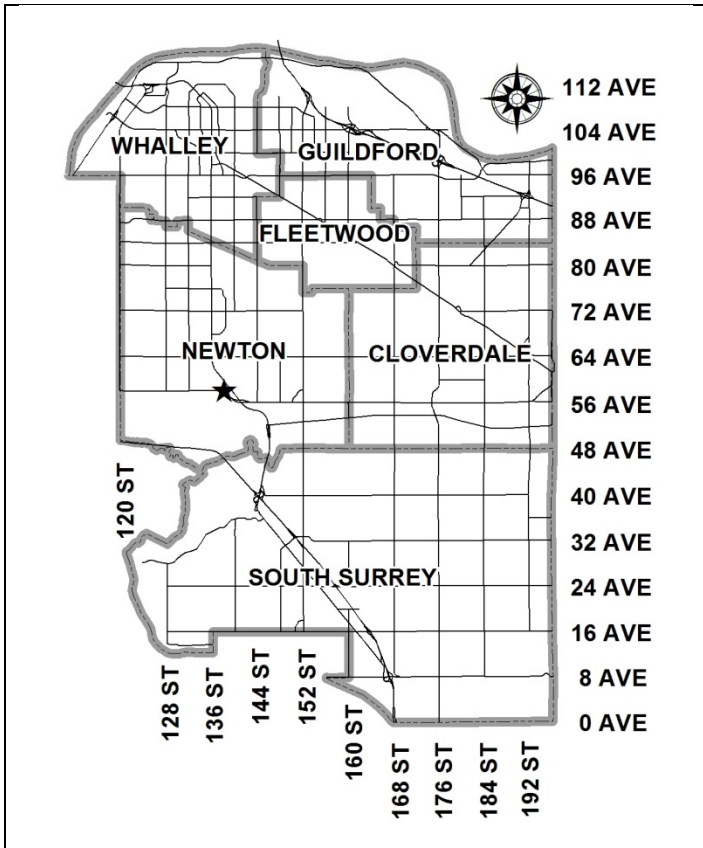 112 AVE
104 AVE
WHALLEY
GUILDFORD
96 AVE
88 AVE
FLEETWOOD
80 AVE
72 AVE
NEWTON
CLOVERDALE
64 AVE
56 AVE
48 AVE
120 ST
40 AVE
32 AVE
SOUTH SURREY
24 AVE
16 AVE
8 AVE
0 AVE
128 ST
136 ST
144 ST
152 ST
160 ST
168 ST
176 ST
184 ST
192 ST